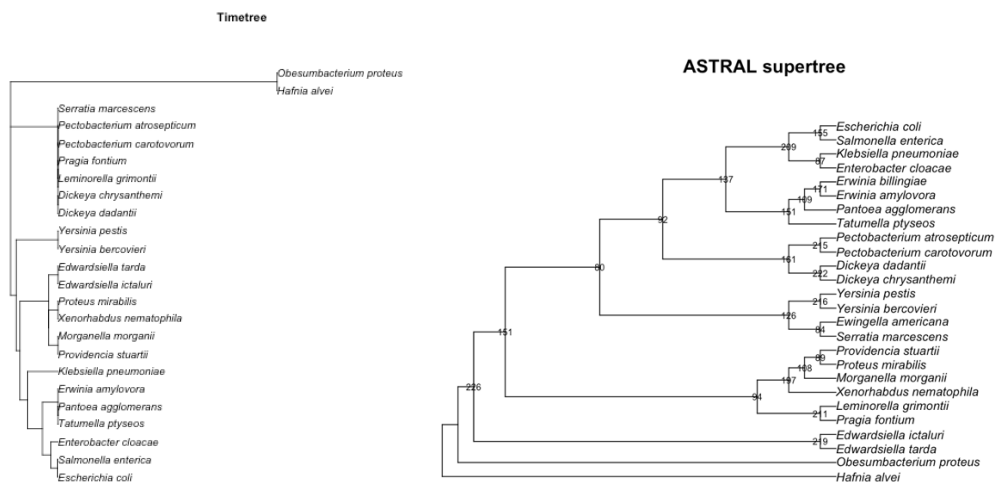 Timetree
Obesumbacterium proteus
Hafnia alvei
Serratia marcescens
Pectobacterium atrosepticum
Pectobacterium carotovorum
Pragia fontium
Leminorella grimontii
Dickeya chrysanthemi
Dickeya dadantii
Yersinia pestis
Yersinia bercovieri
Edwardsiella tarda
Edwardsiella ictaluri
Proteus mirabilis
Xenorhabdus nematophila
Morganella morganii
Providencia stuartii
Klebsiella pneumoniae
Erwinia amylovora
Pantoea agglomerans
Tatumella ptyseos
Enterobacter cloacae
Salmonella enterica
Escherichia coli
ASTRAL supertree
155 Escherichia coli
209 Salmonella enterica
87 Klebsiella pneumoniae
137 Enterobacter cloacae
171 Erwinia billingiae
109 Erwinia amylovora
151 Pantoea agglomerans
92 Tatumella ptyseos
215 Pectobacterium atrosepticum
161 Pectobacterium carotovorum
222 Dickeya dadantii
80 Dickeya chrysanthemi
216 Yersinia pestis
126 Yersinia bercovieri
84 Ewingella americana
151 Serratia marcescens
89 Providencia stuartii
108 Proteus mirabilis
197 Morganella morganii
94 Xenorhabdus nematophila
211 Leminorella grimontii
226 Pragia fontium
219 Edwardsiella ictaluri
Edwardsiella tarda
Obesumbacterium proteus
Hafnia alvei